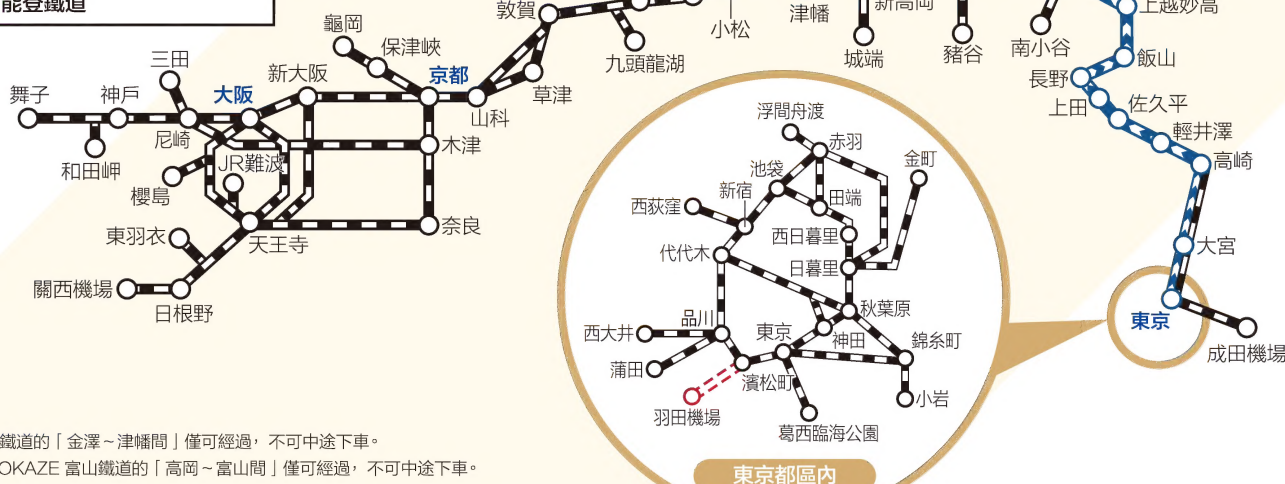 能登鐵道
敦賀
小松
津幡
新高岡
城端
豬谷
南小谷
上越妙高
九頭龍湖
飯山
長野
上田
佐久平
輕井澤
高崎
大宮
東京
成田機場
龜岡
保津峽
三田
新大阪
京都
舞子
神戶
大阪
草津
山科
尼崎
木津
和田岬
JR難波
櫻島
東羽衣
天王寺
奈良
關西機場
日根野
浮間舟渡
赤羽
金町
池袋
新宿
田端
西荻窪
西日暮里
代代木
日暮里
秋葉原
品川
西大井
東京
神田
錦糸町
蒲田
濱松町
小岩
羽田機場
葛西臨海公園
東京都區內
鐵道的「金澤~津幡間」僅可經過，不可中途下車。
OKAZE 富山鐵道的「高岡~富山間」僅可經過，不可中途下車。